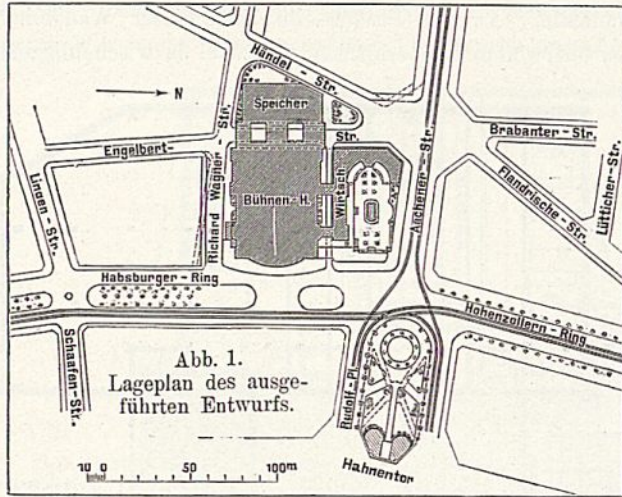 Händel - Str.
N
Speicher
Str.
Engelbert-
Richard Wagner - Str.
Bühnen-H.
Wirtsch.
Aachener-Str.
Brabanter-Str.
Flandrische-Str.
Lütticher-Str.
Lingen-Str.
Habsburger-Ring
Hohenzollern-Ring
Schaafen-Str.
Rudolf-Pl.
Abb. 1.
Lageplan des ausge-
führten Entwurfs.
10 0 50 100m
Hahnentor